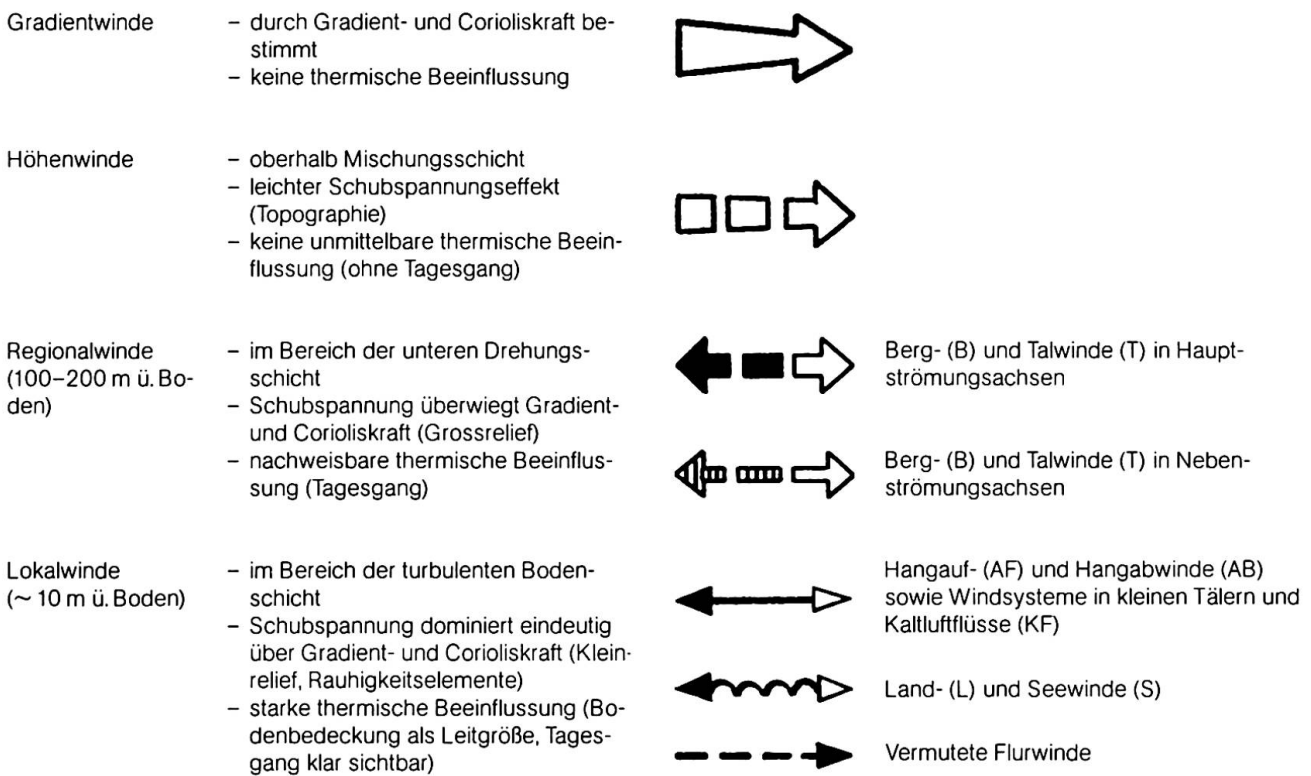 Gradientwinde
– durch Gradient- und Corioliskraft be-
stimmt
– keine thermische Beeinflussung
Höhenwinde
– oberhalb Mischungsschicht
– leichter Schubspannungseffekt
(Topographie)
– keine unmittelbare thermische Beein-
flussung (ohne Tagesgang)
Regionalwinde
(100–200 m ü. Bo-
den)
– im Bereich der unteren Drehungs-
schicht
– Schubspannung überwiegt Gradient-
und Corioliskraft (Grossrelief)
– nachweisbare thermische Beeinflus-
sung (Tagesgang)
Berg- (B) und Talwinde (T) in Haupt-
strömungsachsen
Berg- (B) und Talwinde (T) in Neben-
strömungsachsen
Lokalwinde
(~ 10 m ü. Boden)
– im Bereich der turbulenten Boden-
schicht
– Schubspannung dominiert eindeutig
über Gradient- und Corioliskraft (Klein-
relief, Rauhigkeitselemente)
– starke thermische Beeinflussung (Bo-
denbedeckung als Leitgröße, Tages-
gang klar sichtbar)
Hangauf- (AF) und Hangabwinde (AB)
sowie Windsysteme in kleinen Tälern und
Kaltluftflüsse (KF)
Land- (L) und Seewinde (S)
Vermutete Flurwinde